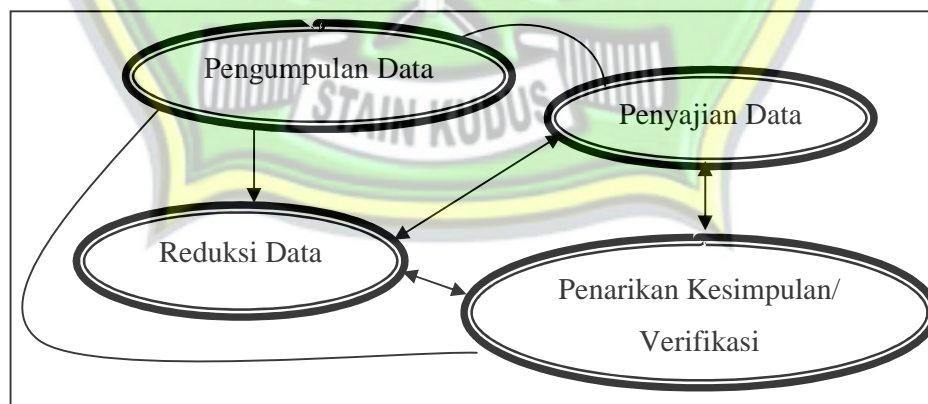 Pengumpulan Data
STAIN KUDUS
Penyajian Data
Reduksi Data
Penarikan Kesimpulan/
Verifikasi